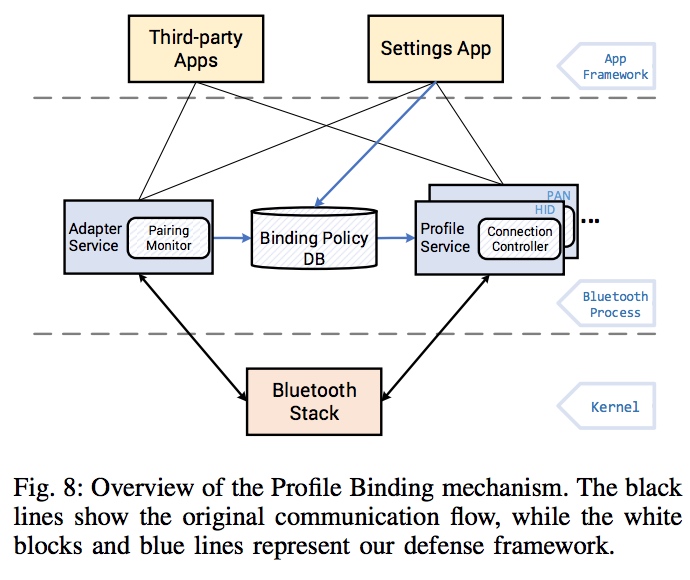 Third-party
Apps
Settings App
App
Framework
Adapter
Service
Pairing
Monitor
Binding Policy
DB
PAN
HID
Profile
Service
Connection
Controller
...
Bluetooth
Process
Bluetooth
Stack
Kernel
Fig. 8: Overview of the Profile Binding mechanism. The black
lines show the original communication flow, while the white
blocks and blue lines represent our defense framework.